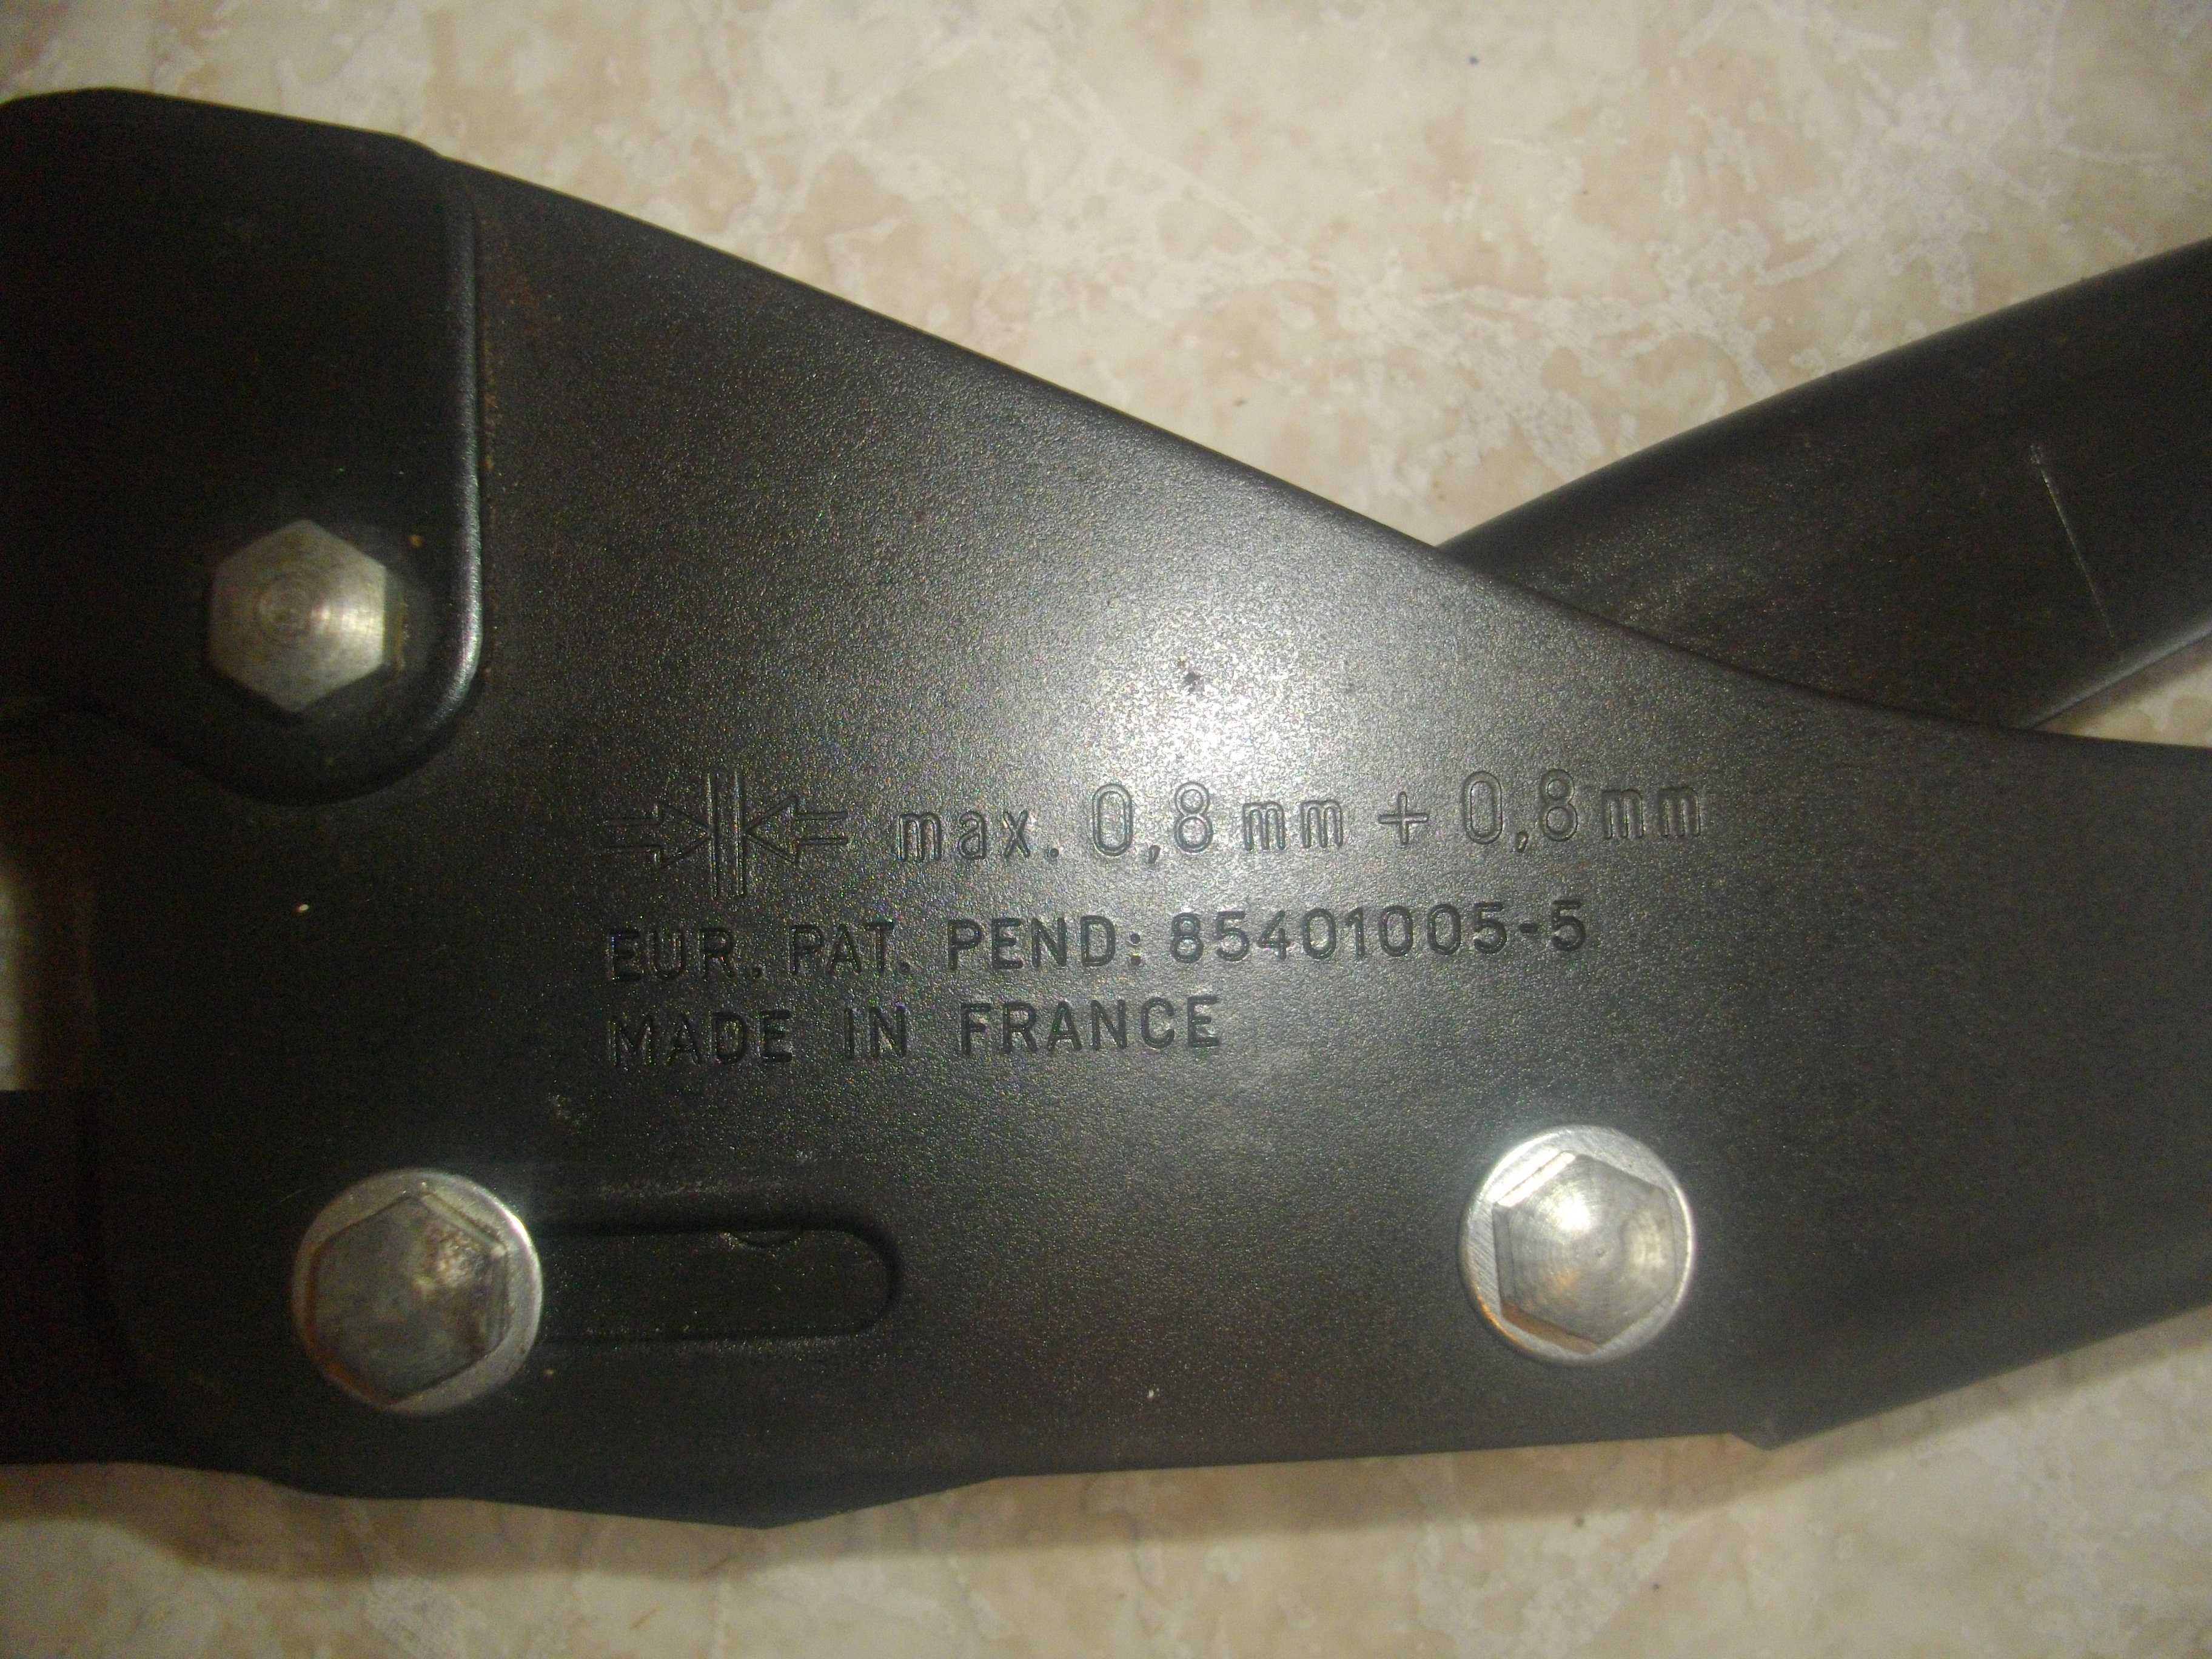 max. 0,8 mm + 0,8 mm
EUR. PAT. PEND: 85401005-5
MADE IN FRANCE